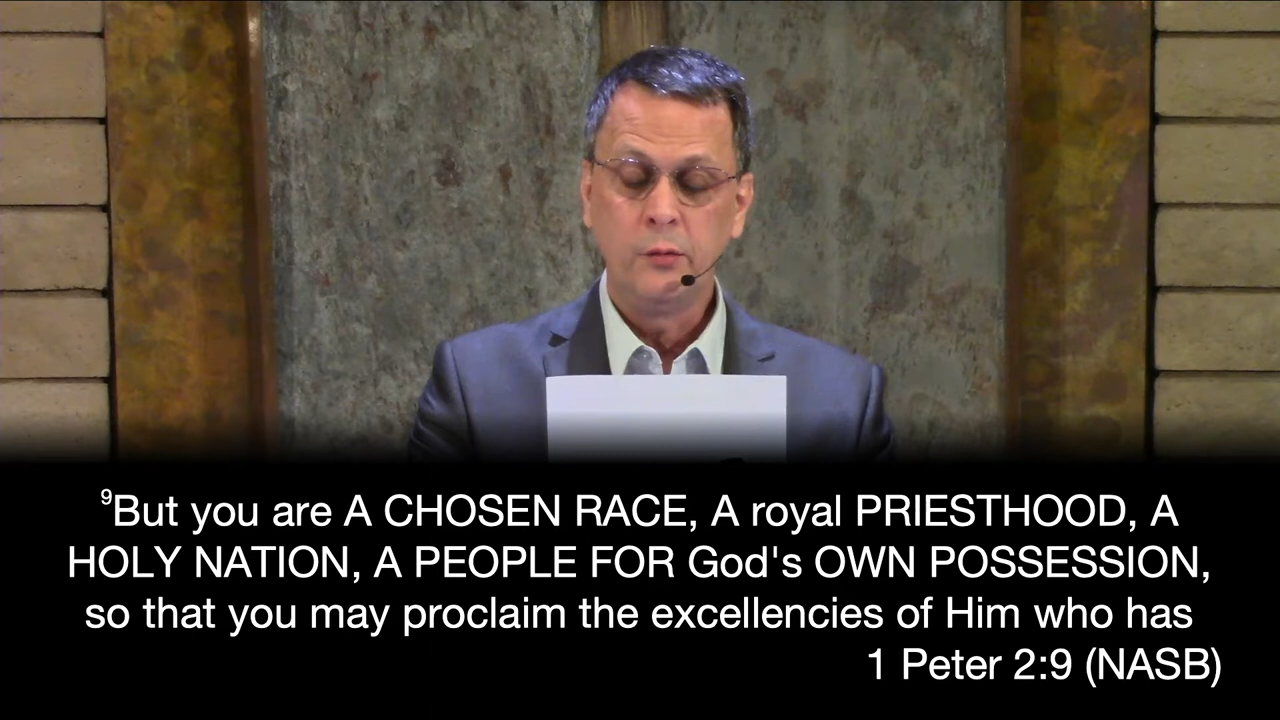 ⁹But you are A CHOSEN RACE, A royal PRIESTHOOD, A
HOLY NATION, A PEOPLE FOR God's OWN POSSESSION,
so that you may proclaim the excellencies of Him who has
1 Peter 2:9 (NASB)